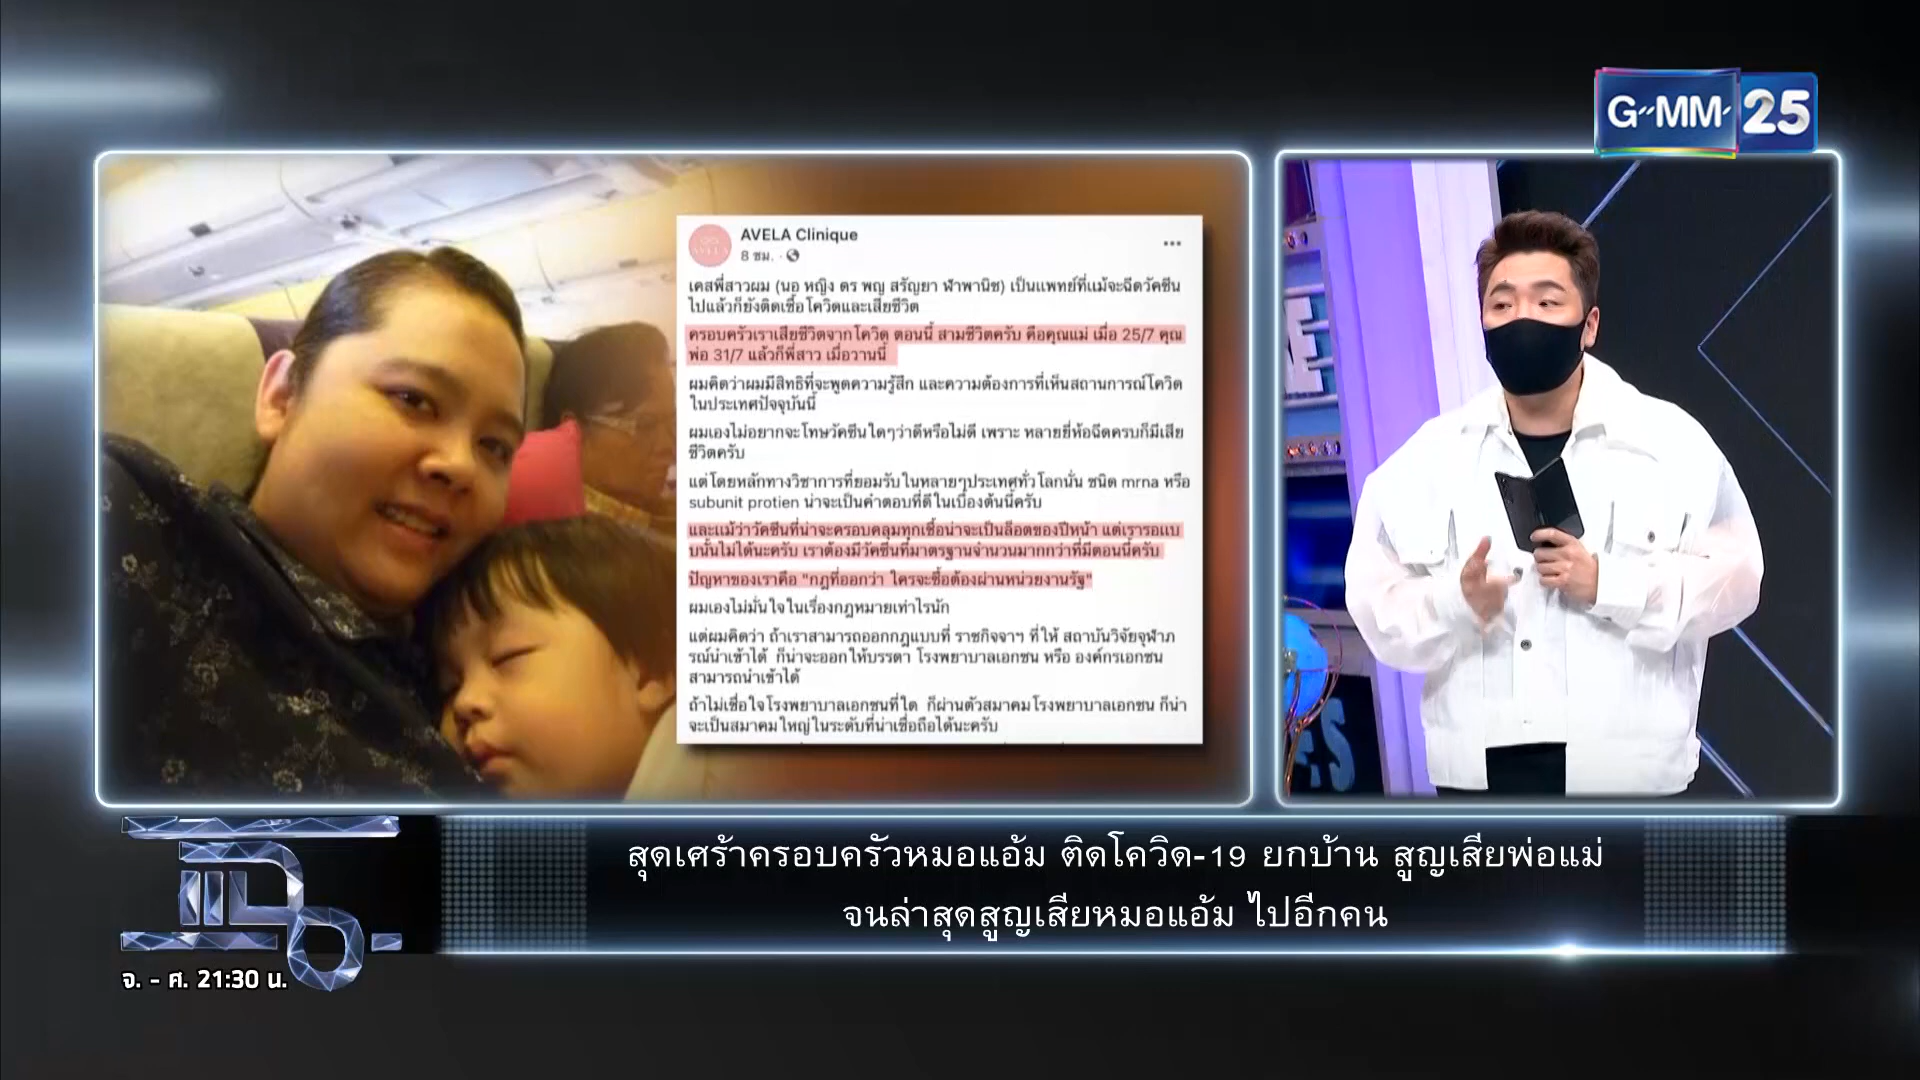 G-MM- 25
AVELA Clinique
8 ชม. ·
เคสพี่สาวผม (นอ หญิง ดร พญ สรัญยา ฬาพานิช) เป็นแพทย์ที่แม้จะฉีดวัคซีน
ไปแล้วก็ยังติดเชื้อโควิดและเสียชีวิต
ครอบครัวเราเสียชีวิตจากโควิด ตอนนี้ สามชีวิตครับ คือคุณแม่ เมื่อ 25/7 คุณ
พ่อ 31/7 แล้วก็พี่สาว เมื่อวานนี้
ผมคิดว่าผมมีสิทธิที่จะพูดความรู้สึก และความต้องการที่เห็นสถานการณ์โควิด
ในประเทศปัจจุบันนี้
ผมเองไม่อยากจะโทษวัคซีนใดๆว่าดีหรือไม่ดี เพราะ หลายยี่ห้อฉีดครบก็มีเสีย
ชีวิตครับ
แต่โดยหลักทางวิชาการที่ยอมรับในหลายๆประเทศทั่วโลกนั่น ชนิด mrna หรือ
subunit protien น่าจะเป็นคำตอบที่ดีในเบื้องต้นนี้ครับ
และแม้ว่าวัคซีนที่น่าจะครอบคลุมทุกเชื้อน่าจะเป็นล็อตของปีหน้า แต่เรารอแบ
บนั้นไม่ได้นะครับ เราต้องมีวัคซีนที่มาตรฐานจำนวนมากกว่าที่มีตอนนี้ครับ
ปัญหาของเราคือ "กฎที่ออกว่า ใครจะซื้อต้องผ่านหน่วยงานรัฐ"
ผมเองไม่มั่นใจในเรื่องกฎหมายเท่าไรนัก
แต่ผมคิดว่า ถ้าเราสามารถออกกฎแบบที่ ราชกิจจาฯ ที่ให้ สถาบันวิจัยจุฬาภ
รณ์นำเข้าได้ ก็น่าจะออกให้บรรดา โรงพยาบาลเอกชน หรือ องค์กรเอกชน
สามารถนำเข้าได้
ถ้าไม่เชื่อใจโรงพยาบาลเอกชนที่ใด ก็ผ่านตัวสมาคมโรงพยาบาลเอกชน ก็น่า
จะเป็นสมาคมใหญ่ในระดับที่น่าเชื่อถือได้นะครับ
สุดเศร้าครอบครัวหมอแอ้ม ติดโควิด-19 ยกบ้าน สูญเสียพ่อแม่
จนล่าสุดสูญเสียหมอแอ้ม ไปอีกคน
แฉ
จ. - ศ. 21:30 น.